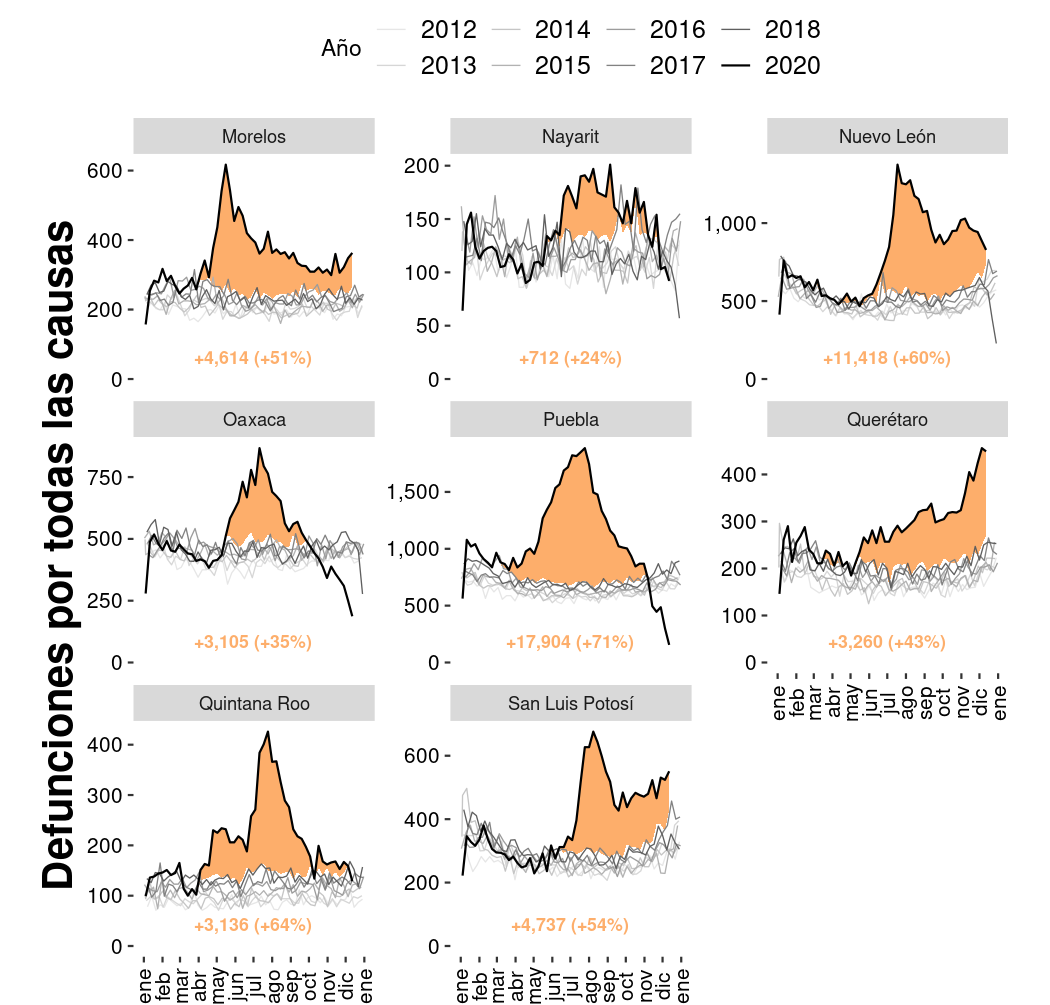 Año
2012 2014 2016 2018
2013 2015 2017 2020
Defunciones por todas las causas
Morelos
600
400
200
0
+4,614 (+51%)
Nayarit
200
150
100
50
0
+712 (+24%)
Nuevo León
1,000
500
0
+11,418 (+60%)
Oaxaca
750
500
250
0
+3,105 (+35%)
Puebla
1,500
1,000
500
0
+17,904 (+71%)
Querétaro
400
300
200
100
0
+3,260 (+43%)
ene feb mar abr may jun jul ago sep oct nov dic ene
Quintana Roo
400
300
200
100
0
+3,136 (+64%)
ene feb mar abr may jun jul ago sep oct nov dic ene
San Luis Potosí
600
400
200
0
+4,737 (+54%)
ene feb mar abr may jun jul ago sep oct nov dic ene